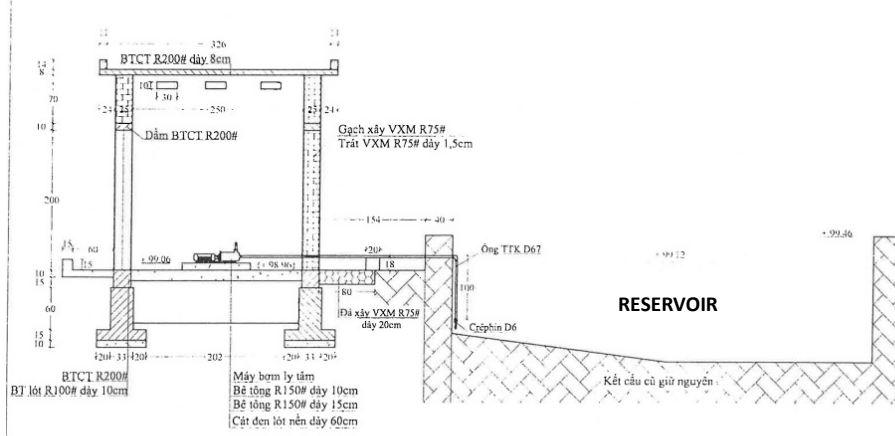 326
BTCT R200# dày 8cm
14
8
10
30
70
24
25
250
25
24
10
Dầm BTCT R200#
Gạch xây VXM R75#
Trát VXM R75# dày 1,5cm
200
154
40
+ 99.46
15
60
15
+ 99.06
+ 98.96
20
18
Ống TTK D67
+ 99.12
10
15
100
80
RESERVOIR
60
Đá xây VXM R75#
dày 20cm
Crêphin D6
15
10
20
33
20
202
20
33
20
Kết cấu cũ giữ nguyên
BTCT R200#
BT lót R100# dày 10cm
Máy bơm ly tâm
Bê tông R150# dày 10cm
Bê tông R150# dày 15cm
Cát đen lót nền dày 60cm